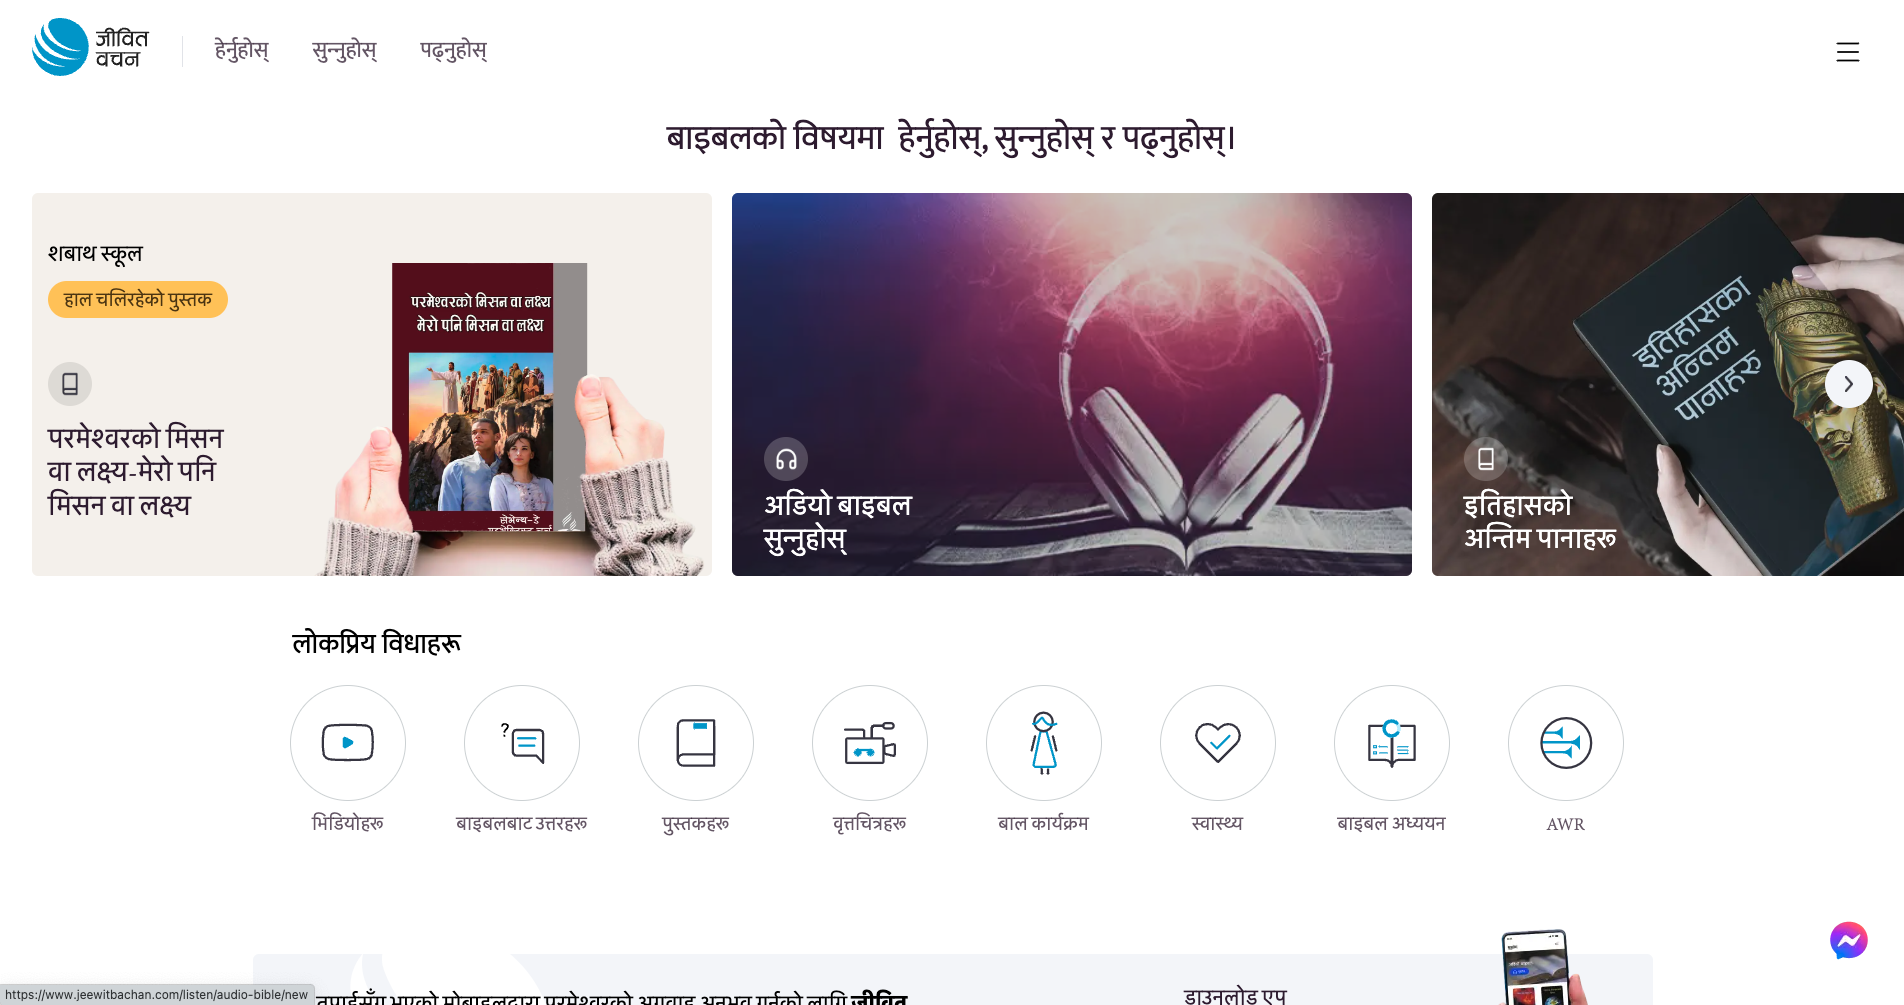 जीवित
वचन
हेर्नुहोस्
सुन्नुहोस्
पढ्नुहोस्
बाइबलको विषयमा हेर्नुहोस्, सुन्नुहोस् र पढ्नुहोस्।
शबाथ स्कूल
हाल चलिरहेको पुस्तक
परमेश्वरको मिसन
वा लक्ष्य-मेरो पनि
मिसन वा लक्ष्य
परमेश्वरको मिसन वा लक्ष्य
मेरो पनि मिसन वा लक्ष्य
अडियो बाइबल
सुन्नुहोस्
इतिहासका
अन्तिम
पानाहरु
इतिहासको
अन्तिम पानाहरू
लोकप्रिय विधाहरू
भिडियोहरू
बाइबलबाट उत्तरहरू
पुस्तकहरू
वृत्तचित्रहरू
बाल कार्यक्रम
स्वास्थ्य
बाइबल अध्ययन
AWR
https://www.jeewitbachan.com/listen/audio-bible/new
जीवित
डाउनलोड एप